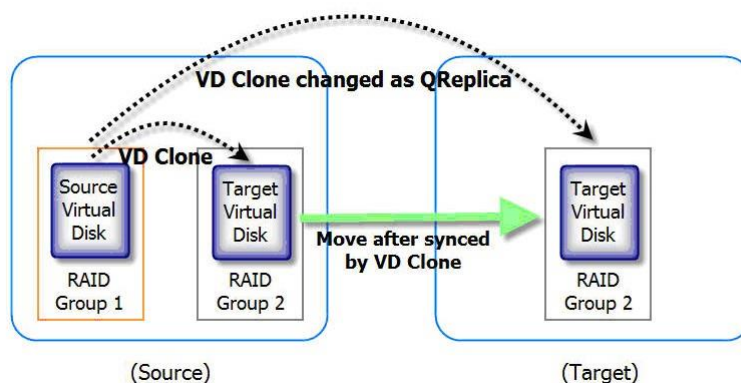 VD Clone changed as QReplica
VD Clone
Source
Virtual
Disk
RAID
Group 1
Target
Virtual
Disk
RAID
Group 2
Move after synced
by VD Clone
Target
Virtual
Disk
RAID
Group 2
(Source)
(Target)